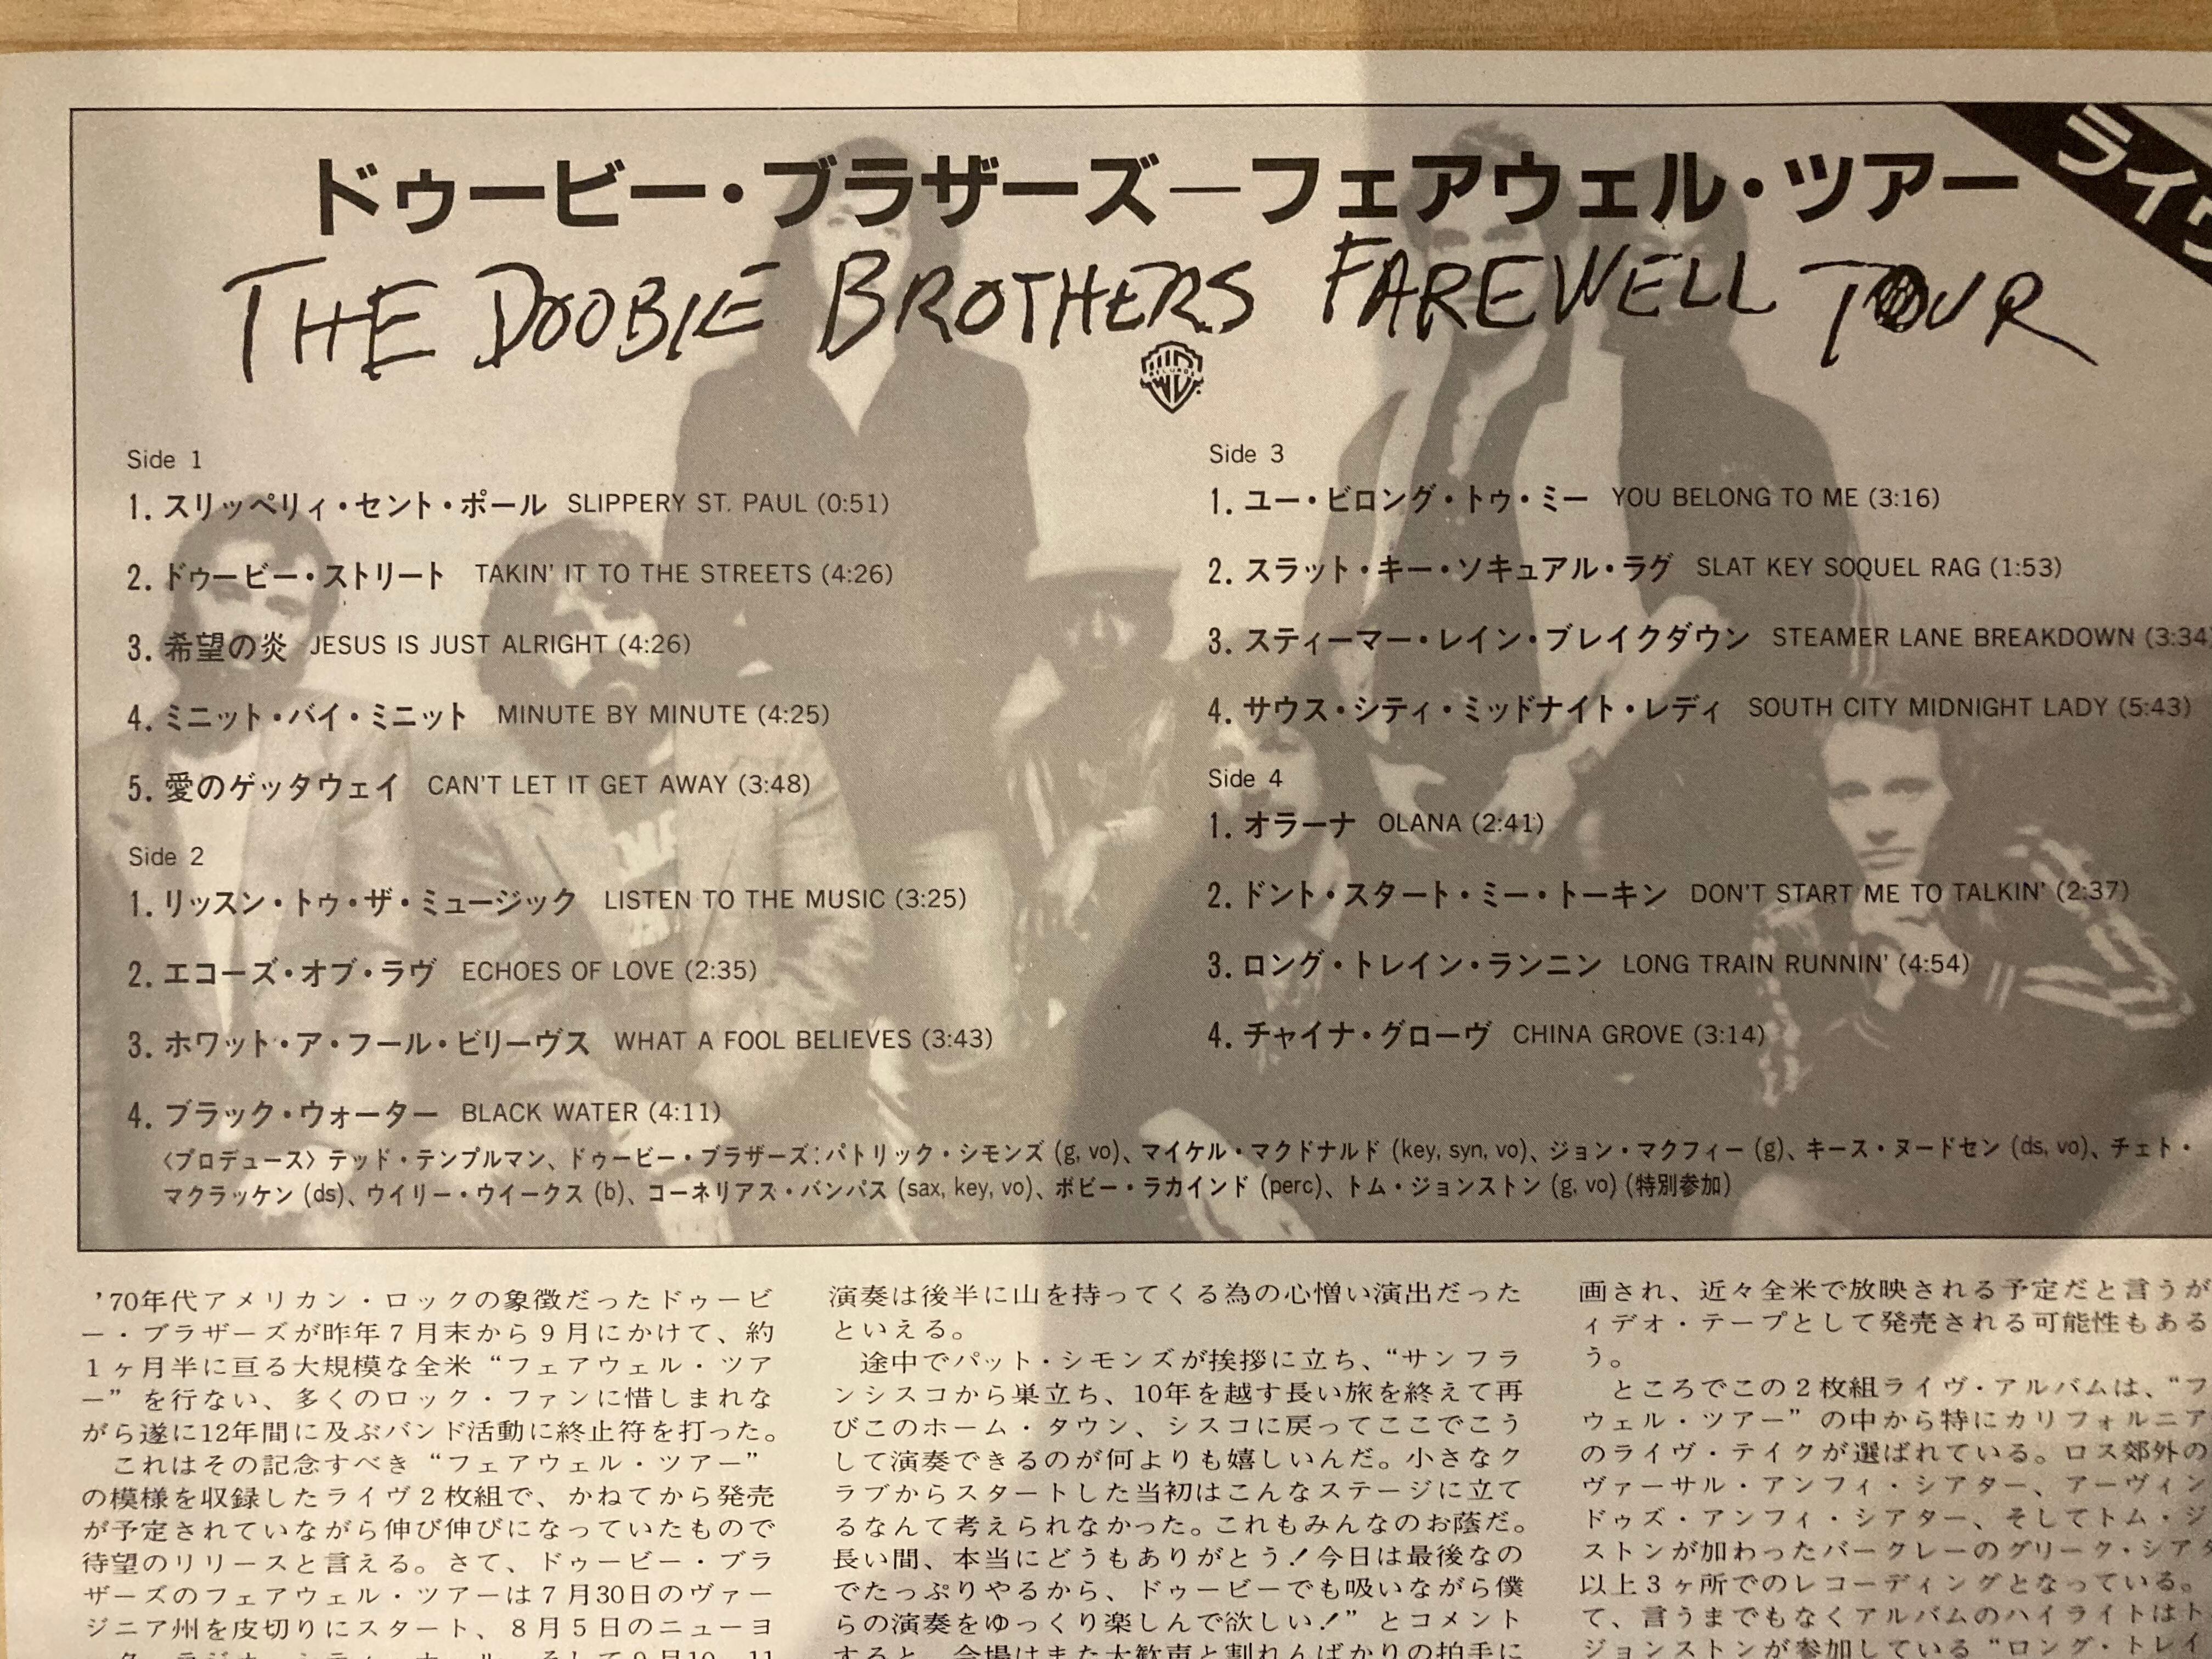 ライヴ
ドゥービー・ブラザーズ—フェアウェル・ツアー
THE DOOBIE BROTHERS FAREWELL TOUR
Side 1
1. スリッペリィ・セント・ポール SLIPPERY ST. PAUL (0:51)
2. ドゥービー・ストリート TAKIN' IT TO THE STREETS (4:26)
3. 希望の炎 JESUS IS JUST ALRIGHT (4:26)
4. ミニット・バイ・ミニット MINUTE BY MINUTE (4:25)
5. 愛のゲッタウェイ CAN'T LET IT GET AWAY (3:48)
Side 2
1. リッスン・トゥ・ザ・ミュージック LISTEN TO THE MUSIC (3:25)
2. エコーズ・オブ・ラヴ ECHOES OF LOVE (2:35)
3. ホワット・ア・フール・ビリーヴス WHAT A FOOL BELIEVES (3:43)
4. ブラック・ウォーター BLACK WATER (4:11)
Side 3
1. ユー・ビロング・トゥ・ミー YOU BELONG TO ME (3:16)
2. スラット・キー・ソキュアル・ラグ SLAT KEY SOQUEL RAG (1:53)
3. スティーマー・レイン・ブレイクダウン STEAMER LANE BREAKDOWN (3:34)
4. サウス・シティ・ミッドナイト・レディ SOUTH CITY MIDNIGHT LADY (5:43)
Side 4
1. オラーナ OLANA (2:41)
2. ドント・スタート・ミー・トーキン DON'T START ME TO TALKIN' (2:37)
3. ロング・トレイン・ランニン LONG TRAIN RUNNIN' (4:54)
4. チャイナ・グローヴ CHINA GROVE (3:14)
〈プロデュース〉テッド・テンプルマン、ドゥービー・ブラザーズ:パトリック・シモンズ (g, vo)、マイケル・マクドナルド (key, syn, vo)、ジョン・マクフィー (g)、キース・ヌードセン (ds, vo)、チェト・
マクラッケン (ds)、ウイリー・ウイークス (b)、コーネリアス・バンパス (sax, key, vo)、ボビー・ラカインド (perc)、トム・ジョンストン (g, vo) (特別参加)
'70年代アメリカン・ロックの象徴だったドゥービ
ー・ブラザーズが昨年7月末から9月にかけて、約
1ヶ月半に亘る大規模な全米“フェアウェル・ツア
ー”を行ない、多くのロック・ファンに惜しまれな
がら遂に12年間に及ぶバンド活動に終止符を打った。
これはその記念すべき“フェアウェル・ツアー”
の模様を収録したライヴ2枚組で、かねてから発売
が予定されていながら伸び伸びになっていたもので
待望のリリースと言える。さて、ドゥービー・ブラ
ザーズのフェアウェル・ツアーは7月30日のヴァー
ジニア州を皮切りにスタート、8月5日のニューヨ
演奏は後半に山を持ってくる為の心憎い演出だった
といえる。
途中でパット・シモンズが挨拶に立ち、“サンフラ
ンシスコから巣立ち、10年を越す長い旅を終えて再
びこのホーム・タウン、シスコに戻ってここでこう
して演奏できるのが何よりも嬉しいんだ。小さなク
ラブからスタートした当初はこんなステージに立て
るなんて考えられなかった。これもみんなのお蔭だ。
長い間、本当にどうもありがとう！今日は最後なの
でたっぷりやるから、ドゥービーでも吸いながら僕
らの演奏をゆっくり楽しんで欲しい！”とコメント
すると、会場はまた大歓声と割れんばかりの拍手に
画され、近々全米で放映される予定だと言うが
ィデオ・テープとして発売される可能性もある
う。
ところでこの2枚組ライヴ・アルバムは、“フ
ウェル・ツアー”の中から特にカリフォルニア
のライヴ・テイクが選ばれている。ロス郊外の
ヴァーサル・アンフィ・シアター、アーヴィン
ドゥズ・アンフィ・シアター、そしてトム・ジ
ストンが加わったバークレーのグリーク・シアタ
以上3ヶ所でのレコーディングとなっている。
て、言うまでもなくアルバムのハイライトはト
ジョンストンが参加している“ロング・トレイ